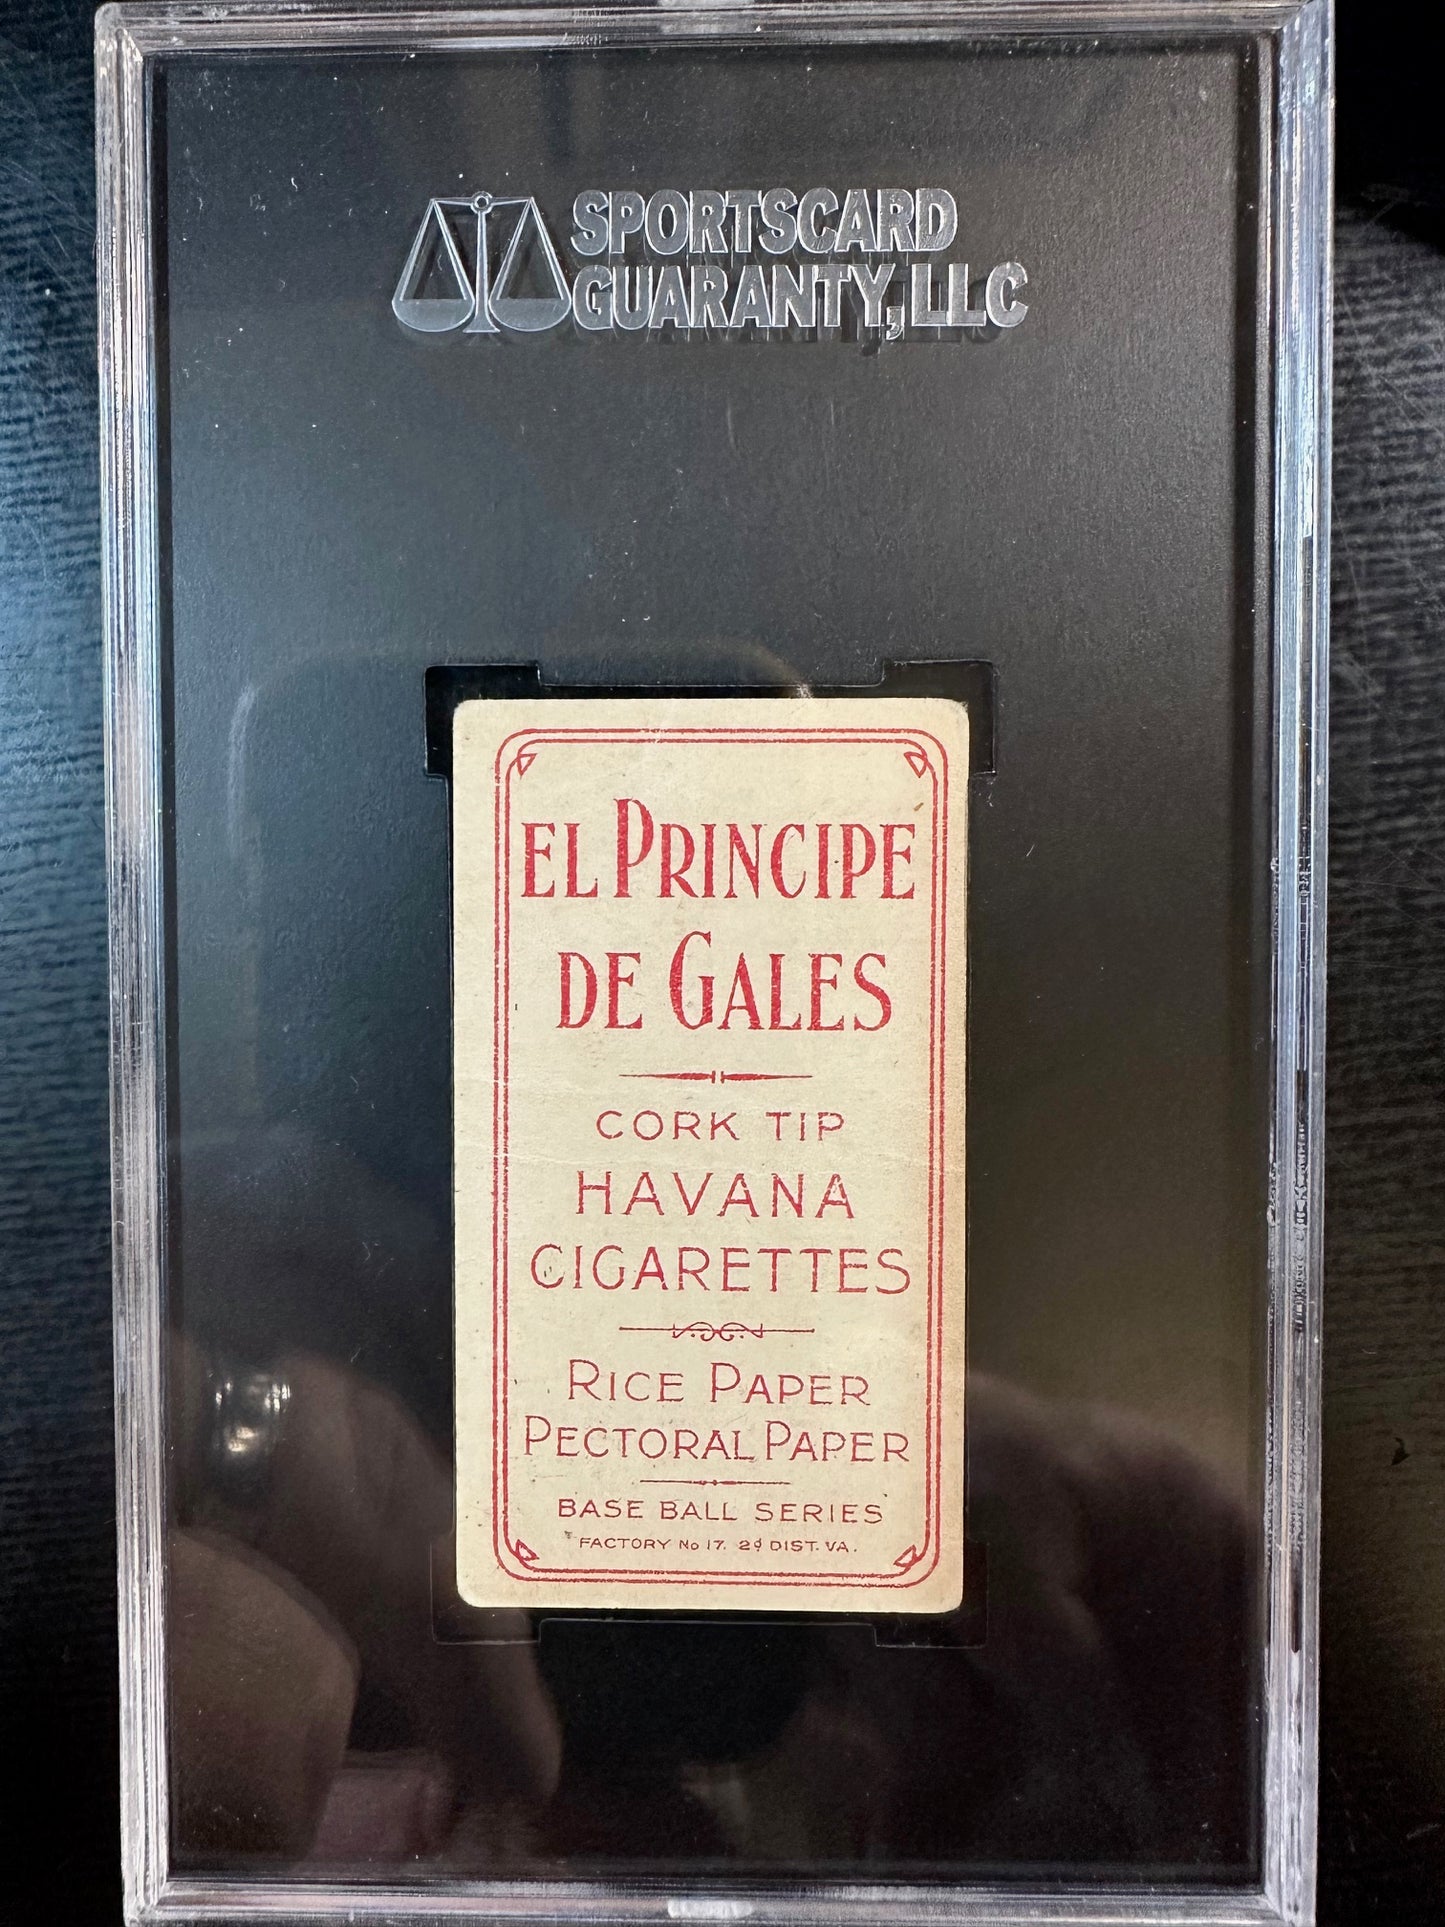 SPORTSCARD
GUARANTY, LLC
EL PRINCIPE
DE GALES
CORK TIP
HAVANA
CIGARETTES
RICE PAPER
PECTORAL PAPER
BASE BALL SERIES
FACTORY No 17. 2d DIST. VA.